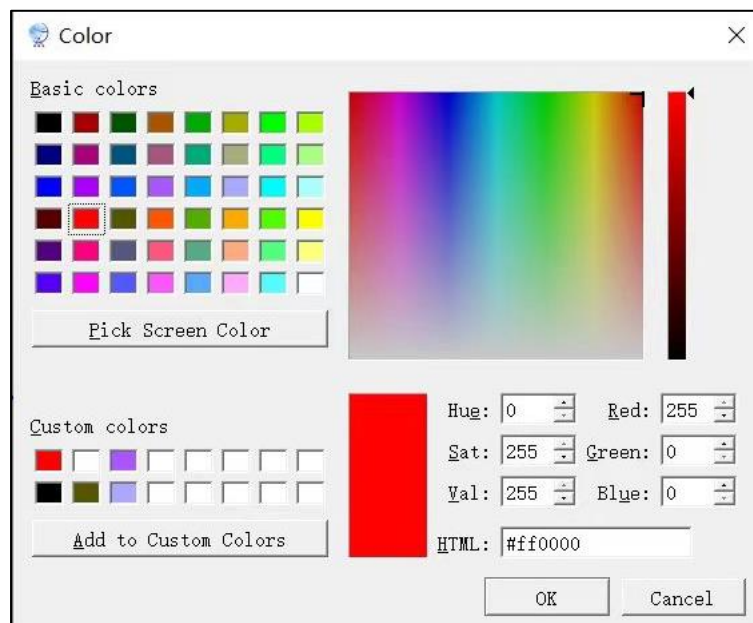 Color
Basic colors
Pick Screen Color
Custom colors
Add to Custom Colors
Hue: 0 Red: 255
Sat: 255 Green: 0
Val: 255 Blue: 0
HTML: #ff0000
OK Cancel